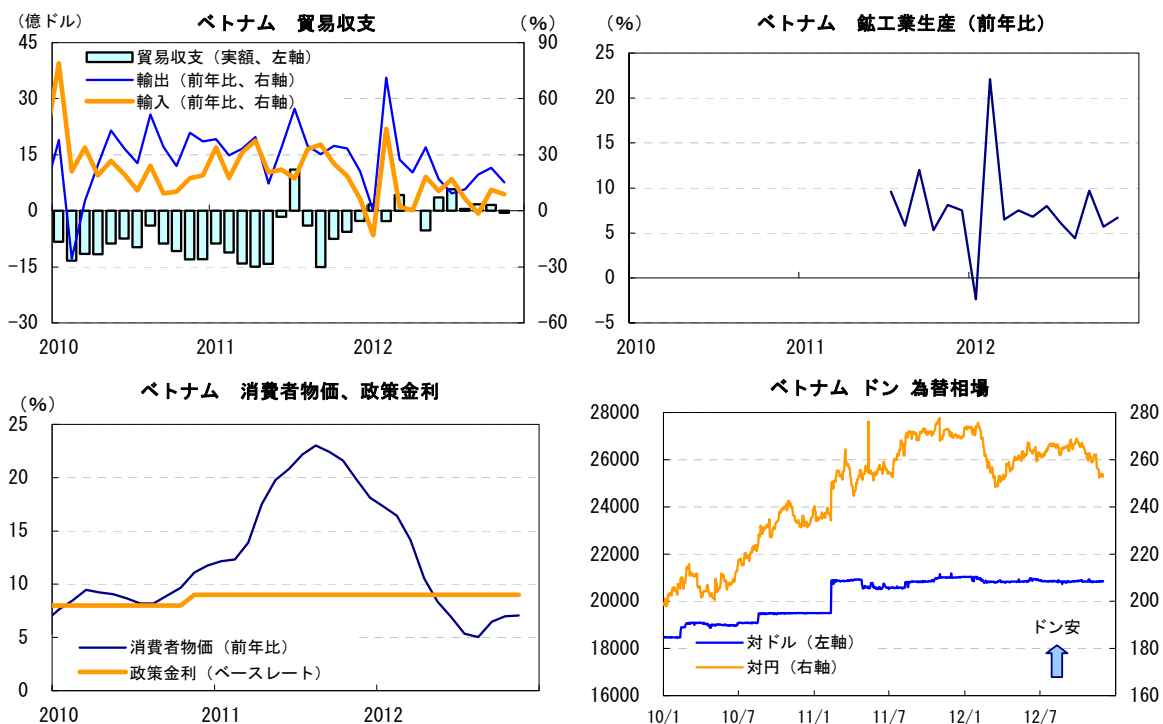 ベトナム　貿易収支
（億ドル）
（％）
貿易収支（実額、左軸）
輸出（前年比、右軸）
輸入（前年比、右軸）
45
30
15
0
-15
-30
90
60
30
0
-30
-60
2010 2011 2012
ベトナム　鉱工業生産（前年比）
（％）
25
20
15
10
5
0
-5
2010 2011 2012
ベトナム　消費者物価、政策金利
（％）
25
20
15
10
5
0
消費者物価（前年比）
政策金利（ベースレート）
2010 2011 2012
ベトナム ドン 為替相場
28000
26000
24000
22000
20000
18000
16000
280
260
240
220
200
180
160
対ドル（左軸）
対円（右軸）
ドン安
10/1 10/7 11/1 11/7 12/1 12/7